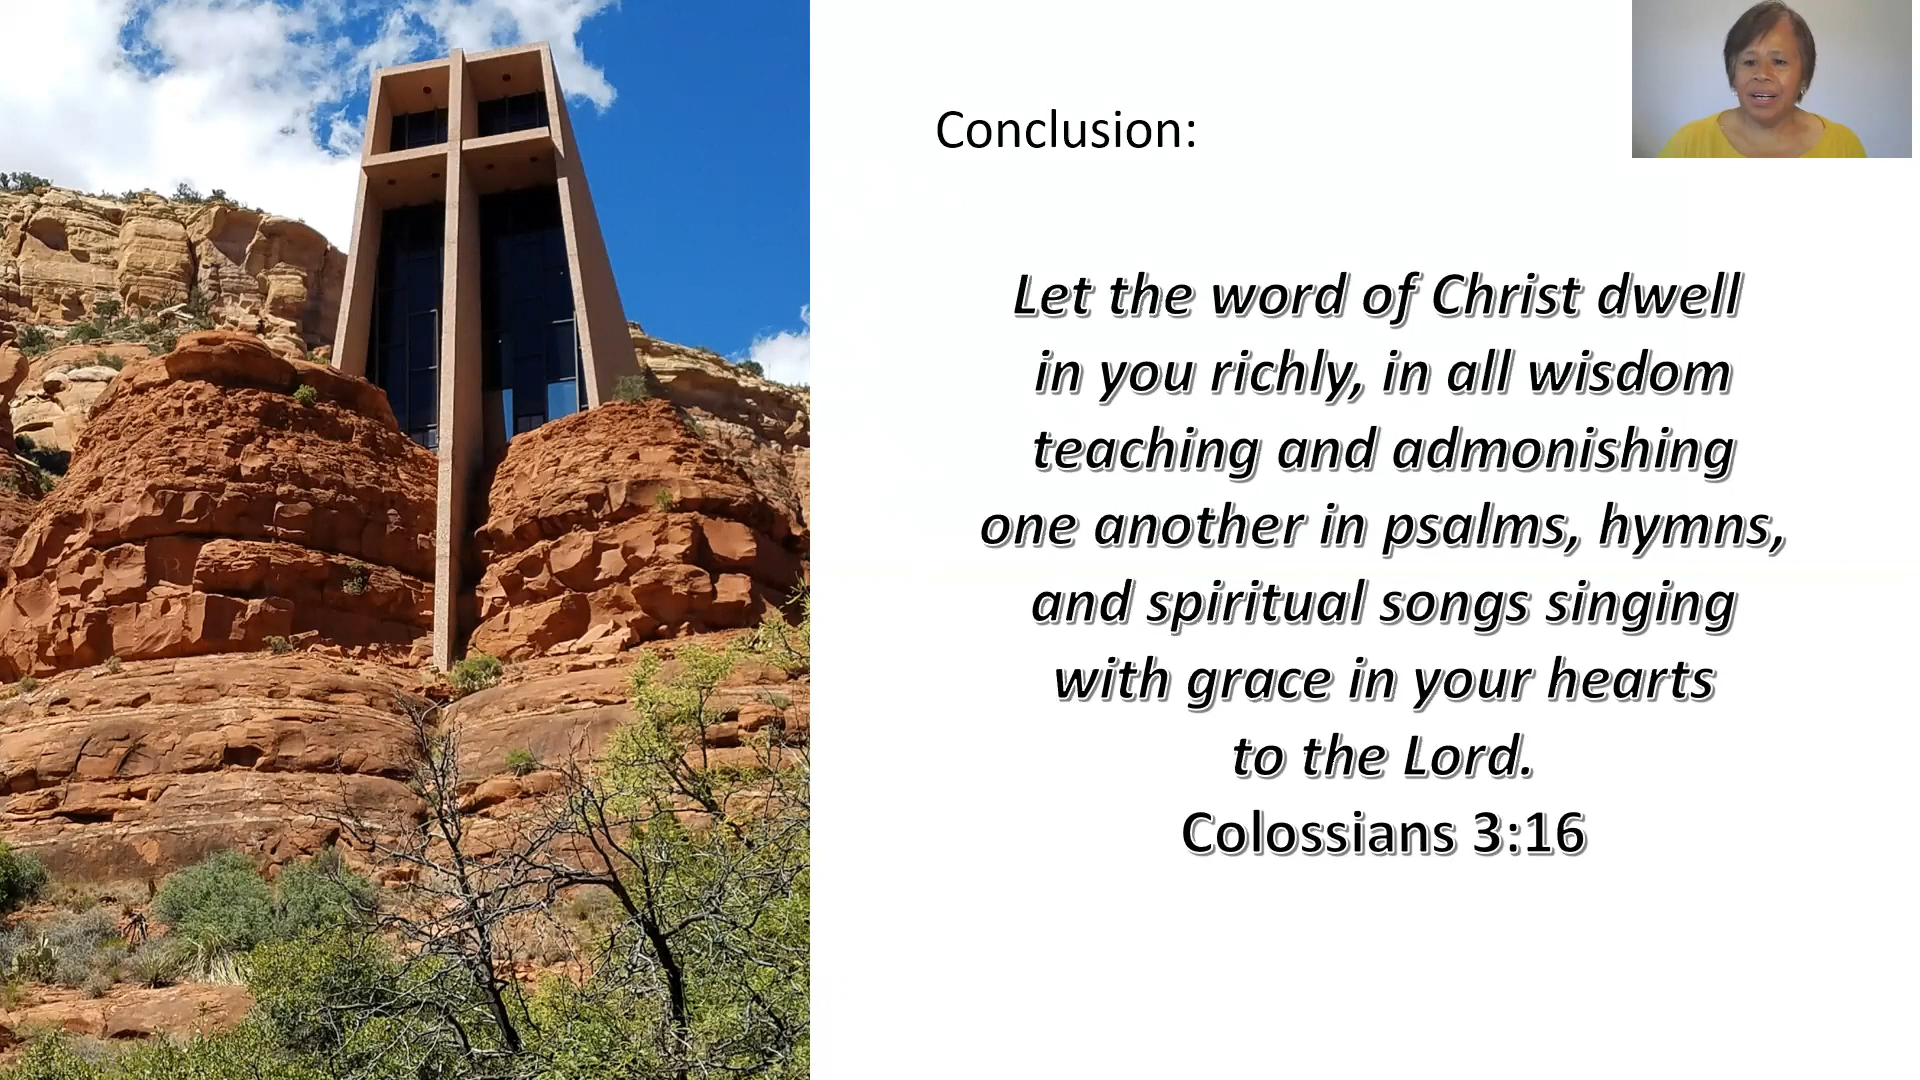 Conclusion:
Let the word of Christ dwell
in you richly, in all wisdom
teaching and admonishing
one another in psalms, hymns,
and spiritual songs singing
with grace in your hearts
to the Lord.
Colossians 3:16